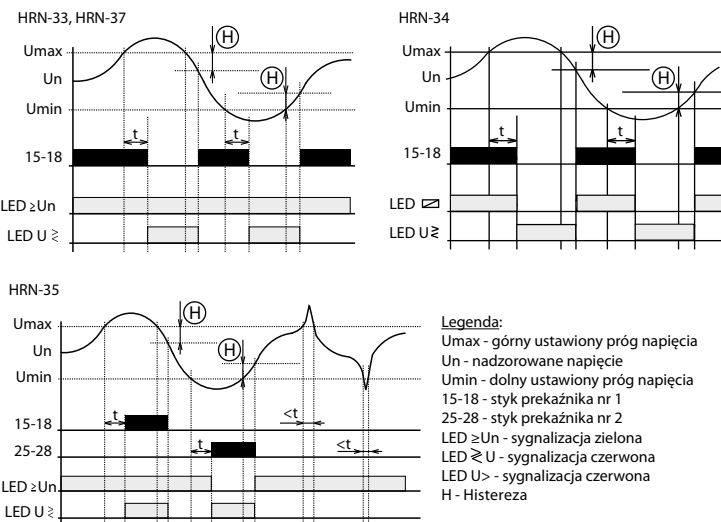 HRN-33, HRN-37
H
Umax
H
Un
Umin
t
t
15-18
LED ≥Un
LED U ≷
HRN-34
H
Umax
H
Un
Umin
t
t
15-18
LED
LED U≷
HRN-35
H
Umax
H
Un
Umin
t
<t
15-18
t
<t
25-28
LED ≥Un
LED U ≷
Legenda:
Umax - górny ustawiony próg napięcia
Un - nadzorowane napięcie
Umin - dolny ustawiony próg napięcia
15-18 - styk prekaźnika nr 1
25-28 - styk prekaźnika nr 2
LED ≥Un - sygnalizacja zielona
LED ≷ U - sygnalizacja czerwona
LED U> - sygnalizacja czerwona
H - Histereza